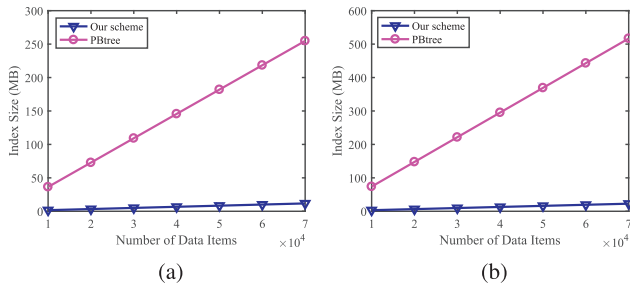 Our scheme
PBtree
Index Size (MB)
300
250
200
150
100
50
0
1 2 3 4 5 6 7
Number of Data Items ×10^4
(a)
Our scheme
PBtree
Index Size (MB)
600
500
400
300
200
100
0
1 2 3 4 5 6 7
Number of Data Items ×10^4
(b)